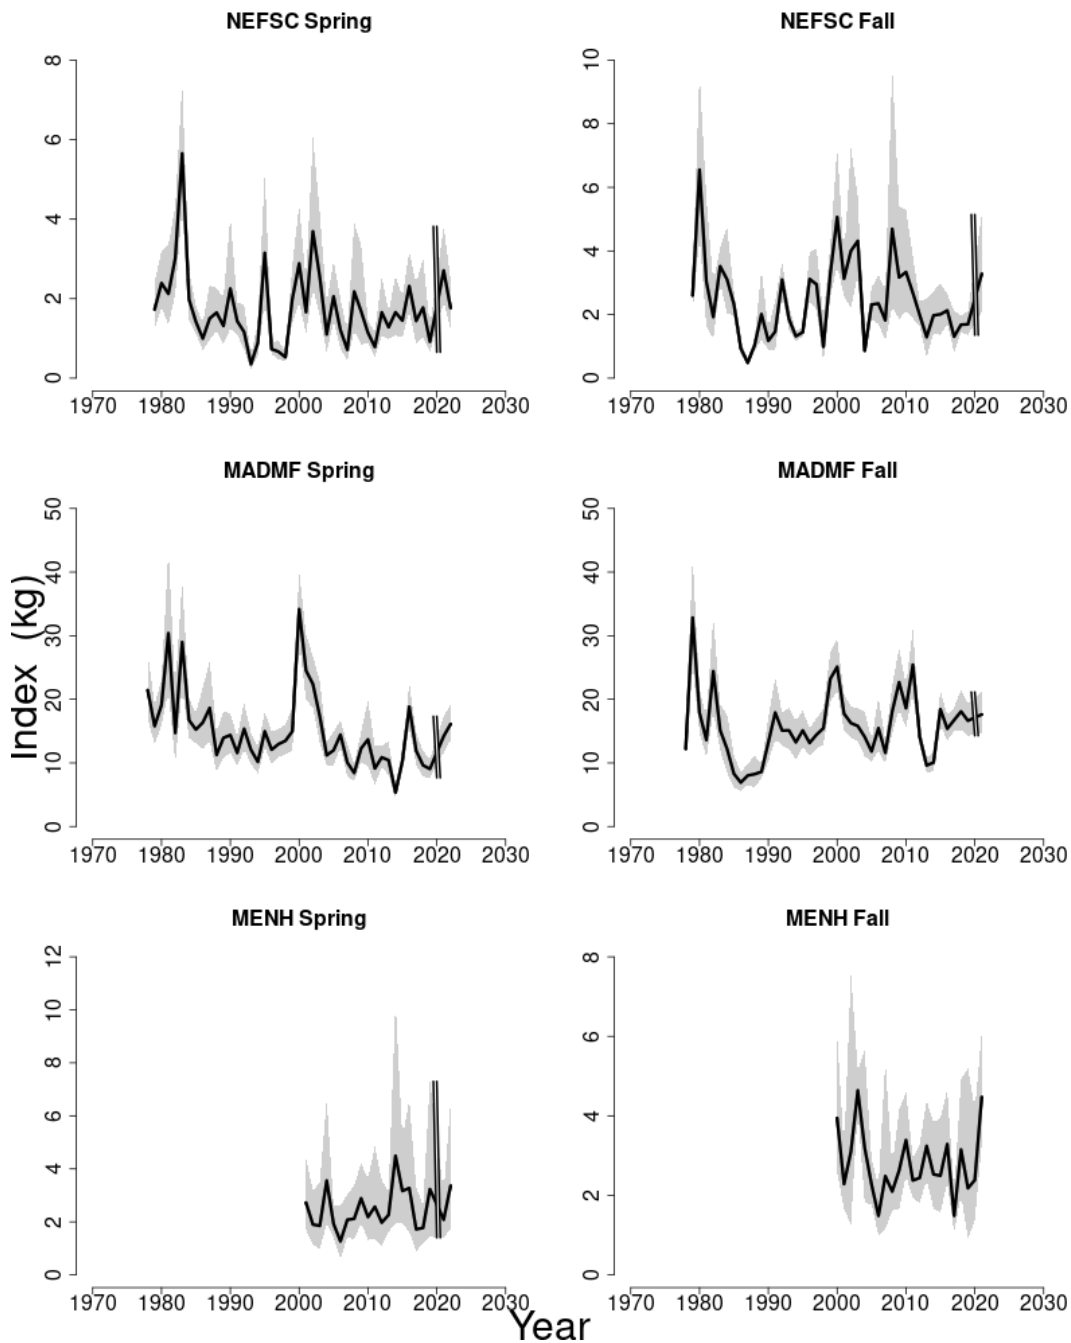 NEFSC Spring
0 2 4 6 8
1970 1980 1990 2000 2010 2020 2030
NEFSC Fall
0 2 4 6 8 10
1970 1980 1990 2000 2010 2020 2030
MADMF Spring
0 10 20 30 40 50
1970 1980 1990 2000 2010 2020 2030
MADMF Fall
0 10 20 30 40 50
1970 1980 1990 2000 2010 2020 2030
Index (kg)
MENH Spring
0 2 4 6 8 10 12
1970 1980 1990 2000 2010 2020 2030
MENH Fall
0 2 4 6 8
1970 1980 1990 2000 2010 2020 2030
Year